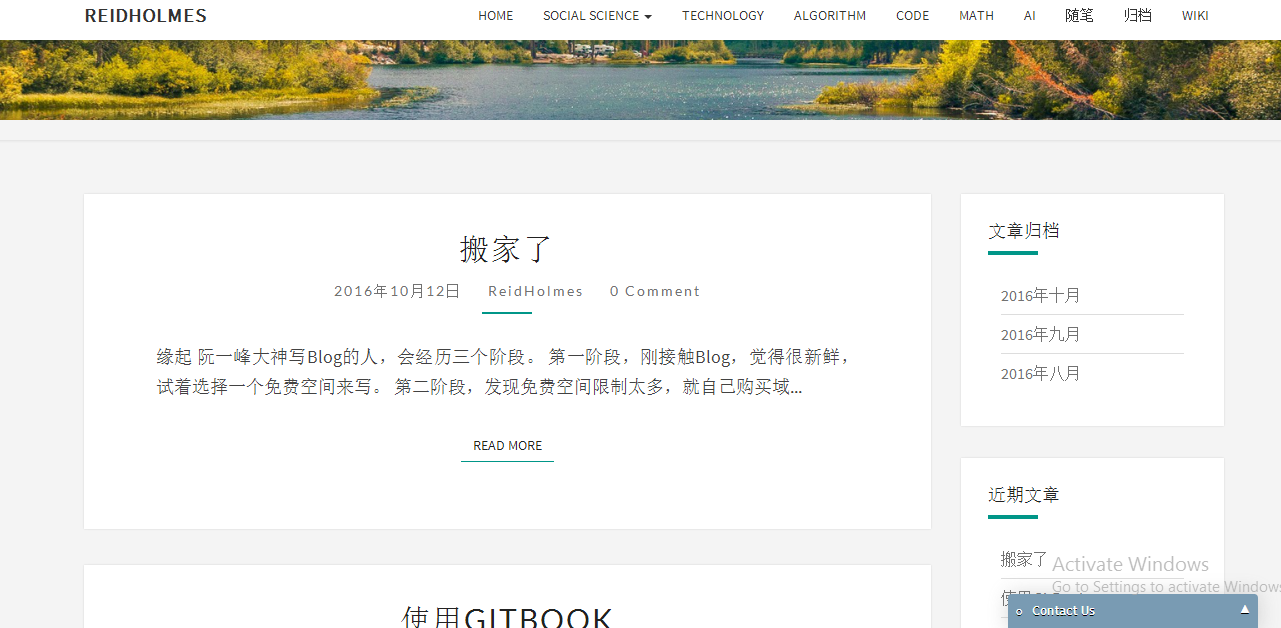 REIDHOLMES
HOME SOCIAL SCIENCE TECHNOLOGY ALGORITHM CODE MATH AI 随笔 归档 WIKI
搬家了
2016年10月12日 ReidHolmes 0 Comment
缘起 阮一峰大神写Blog的人，会经历三个阶段。 第一阶段，刚接触Blog，觉得很新鲜，
试着选择一个免费空间来写。 第二阶段，发现免费空间限制太多，就自己购买域...
READ MORE
使用GITBOOK
文章归档
2016年十月
2016年九月
2016年八月
近期文章
搬家了
Activate Windows
Go to Settings to activate Windows
Contact Us